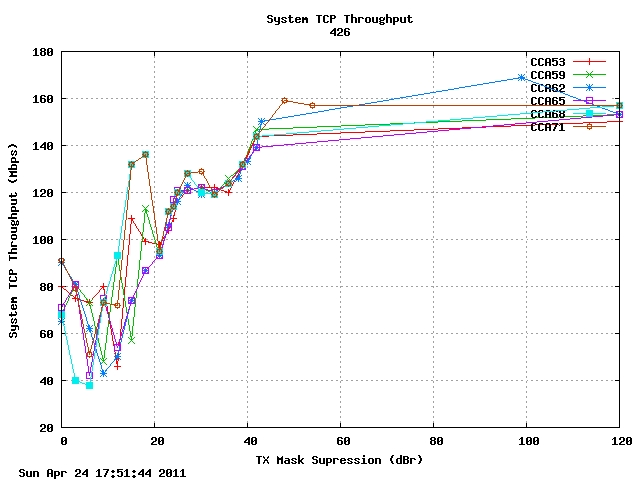 System TCP Throughput
426
180
160
140
120
100
80
60
40
20
System TCP Throughput (Mbps)
CCA53
CCA59
CCA62
CCA65
CCA68
CCA71
0 20 40 60 80 100 120
TX Mask Supression (dBr)
Sun Apr 24 17:51:44 2011